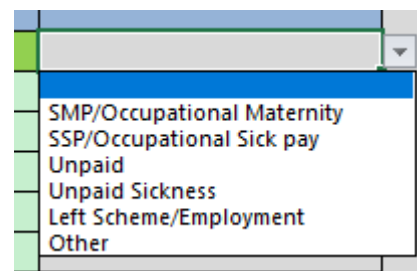 SMP/Occupational Maternity
SSP/Occupational Sick pay
Unpaid
Unpaid Sickness
Left Scheme/Employment
Other